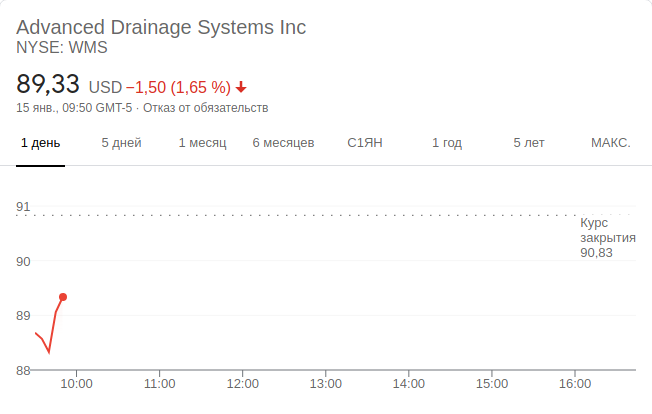 Advanced Drainage Systems Inc
NYSE: WMS
89,33 USD −1,50 (1,65 %)
15 янв., 09:50 GMT-5 · Отказ от обязательств
1 день 5 дней 1 месяц 6 месяцев С1ЯН 1 год 5 лет МАКС.
91
Курс
закрытия
90,83
90
89
88
10:00 11:00 12:00 13:00 14:00 15:00 16:00